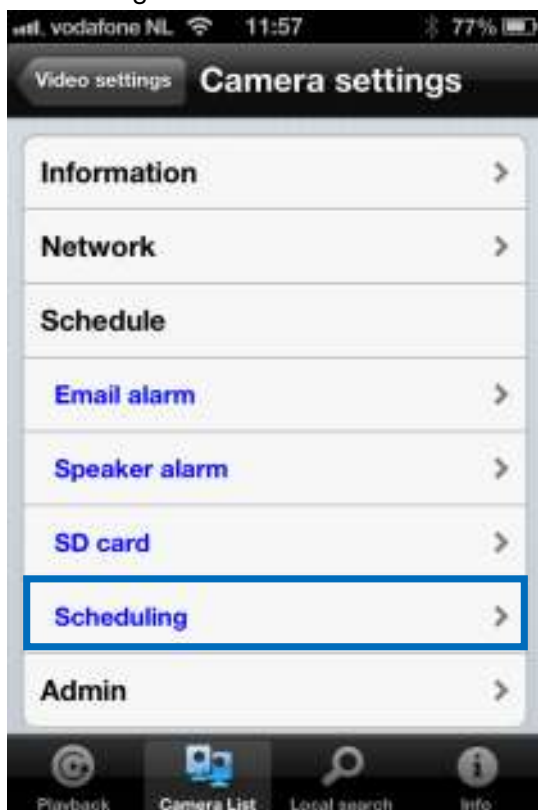 vodafone NL 11:57 77%
Video settings Camera settings
Information
Network
Schedule
Email alarm
Speaker alarm
SD card
Scheduling
Admin
Playback Camera List Local search Info